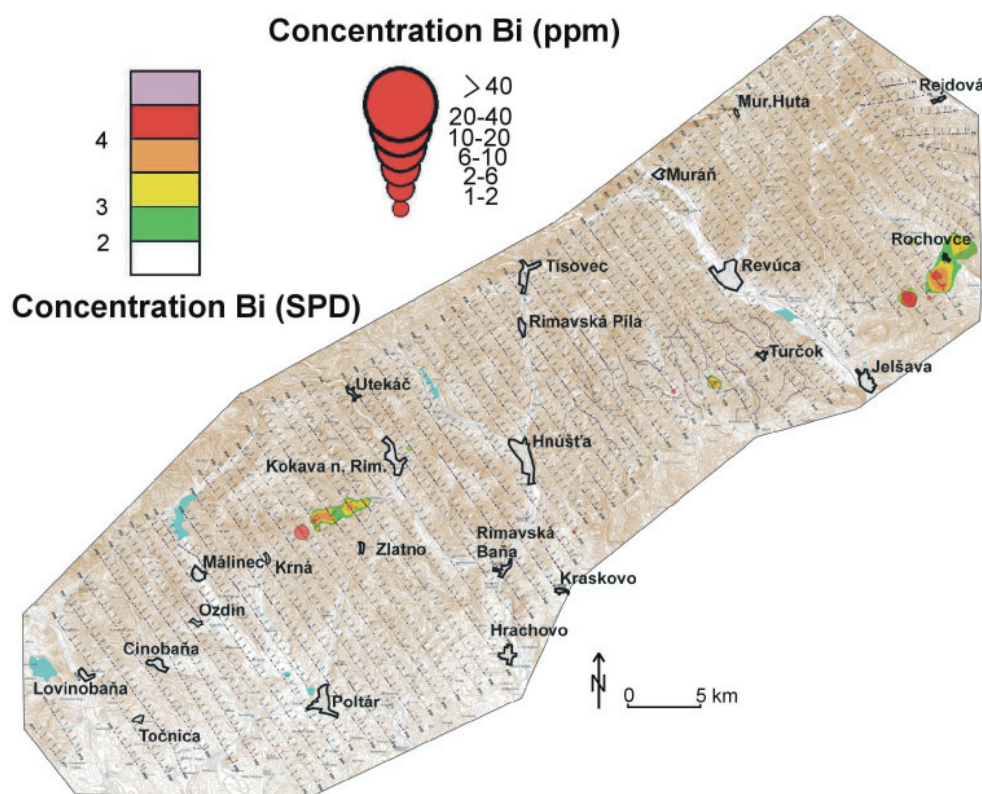 Concentration Bi (ppm)
> 40
20-40
10-20
6-10
2-6
1-2
4
3
2
Concentration Bi (SPD)
Rejdová
Mur.Huta
Muráň
Rochovce
Revúca
Tisovec
Rimavská Píla
Turčok
Jelšava
Utekáč
Hnúšťa
Kokava n. Rim.
Rimavská
Baňa
Zlatno
Krná
Málinec
Kraskovo
Ozdin
Hrachovo
Cinobaňa
Lovinobaňa
Poltár
Točnica
N
0 5 km